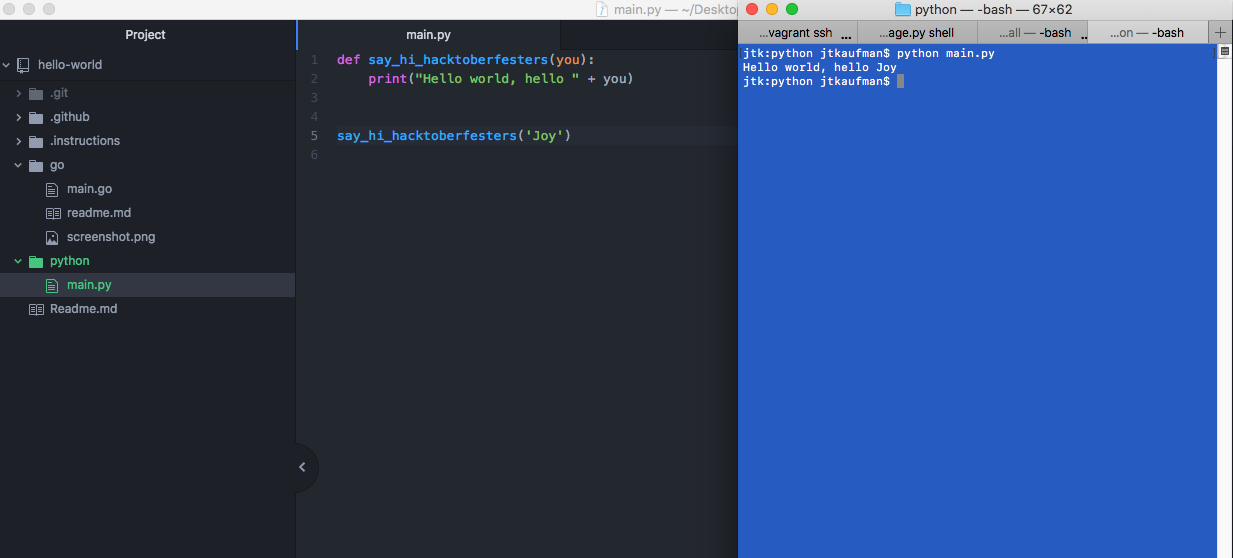 main.py — ~/Deskto
python — -bash — 67×62
Project
main.py
...vagrant ssh ...
...age.py shell
...all — -bash ...
...on — -bash
hello-world
.git
.github
.instructions
go
main.go
readme.md
screenshot.png
python
main.py
Readme.md
1 def say_hi_hacktoberfesters(you):
2 print("Hello world, hello " + you)
3
4
5 say_hi_hacktoberfesters('Joy')
6
jtk:python jtkaufman$ python main.py
Hello world, hello Joy
jtk:python jtkaufman$